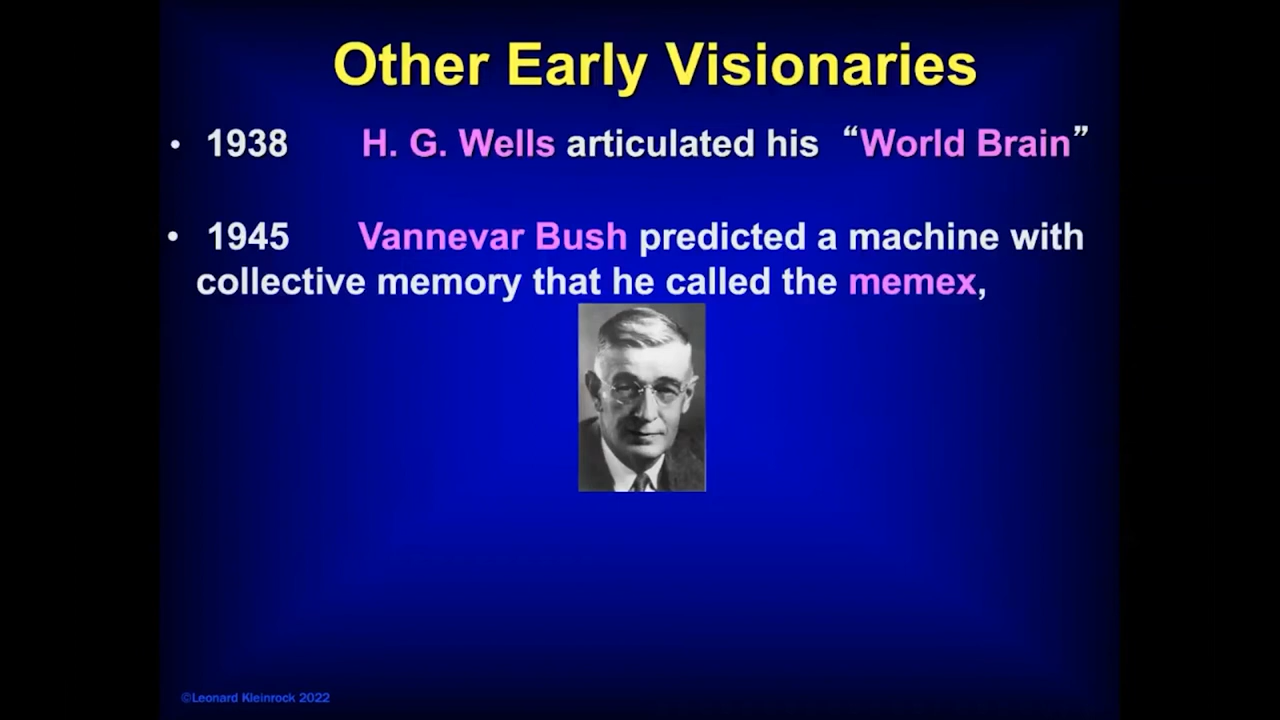 Other Early Visionaries
• 1938 H. G. Wells articulated his “World Brain”
• 1945 Vannevar Bush predicted a machine with
collective memory that he called the memex,
©Leonard Kleinrock 2022